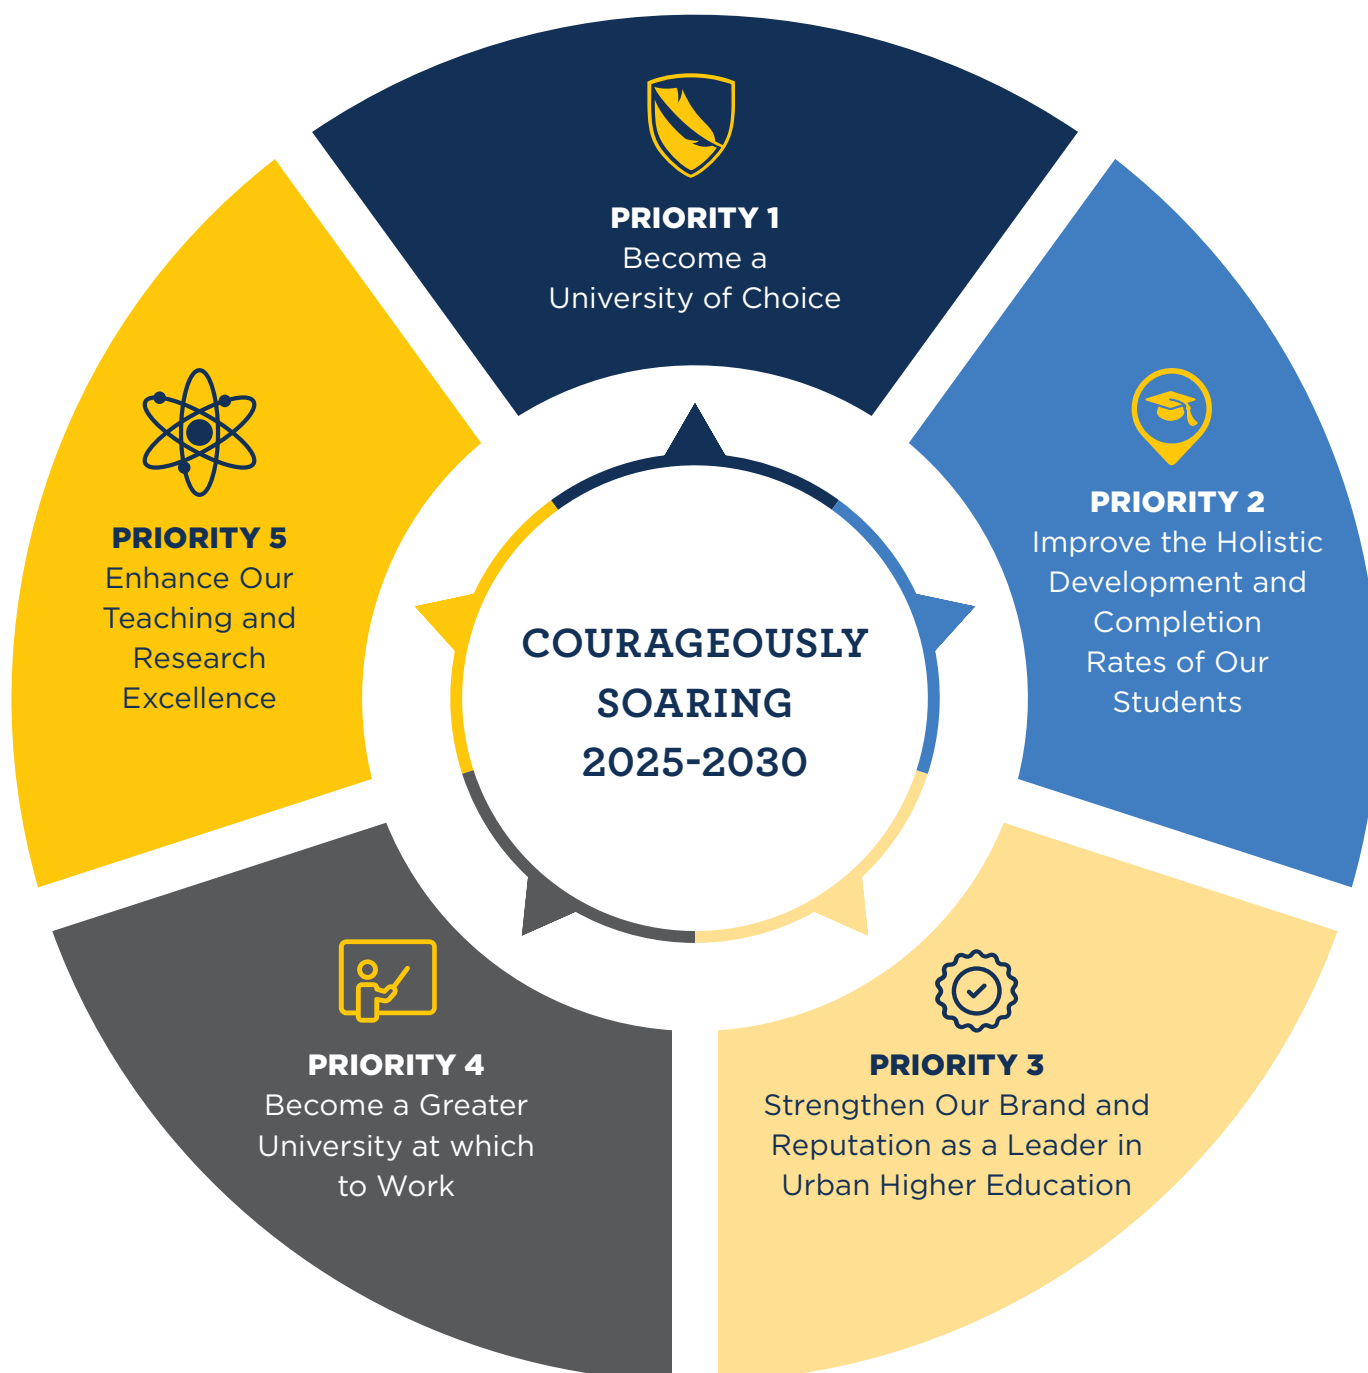 PRIORITY 1
Become a
University of Choice
PRIORITY 2
Improve the Holistic
Development and
Completion
Rates of Our
Students
PRIORITY 3
Strengthen Our Brand and
Reputation as a Leader in
Urban Higher Education
PRIORITY 4
Become a Greater
University at which
to Work
PRIORITY 5
Enhance Our
Teaching and
Research
Excellence
COURAGEOUSLY
SOARING
2025-2030